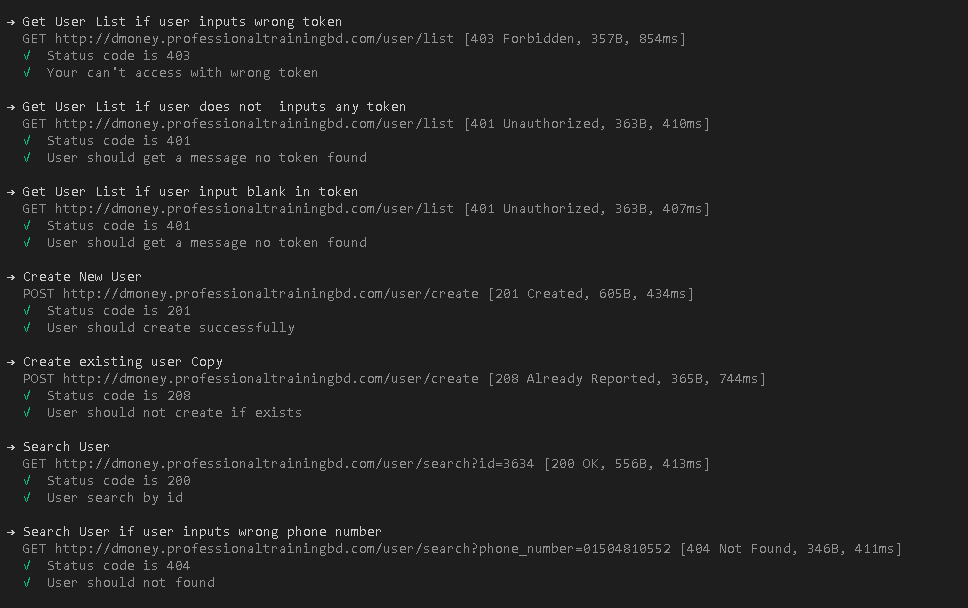 → Get User List if user inputs wrong token
GET http://dmoney.professionaltrainingbd.com/user/list [403 Forbidden, 357B, 854ms]
√ Status code is 403
√ Your can't access with wrong token
→ Get User List if user does not  inputs any token
GET http://dmoney.professionaltrainingbd.com/user/list [401 Unauthorized, 363B, 410ms]
√ Status code is 401
√ User should get a message no token found
→ Get User List if user input blank in token
GET http://dmoney.professionaltrainingbd.com/user/list [401 Unauthorized, 363B, 407ms]
√ Status code is 401
√ User should get a message no token found
→ Create New User
POST http://dmoney.professionaltrainingbd.com/user/create [201 Created, 605B, 434ms]
√ Status code is 201
√ User should create successfully
→ Create existing user Copy
POST http://dmoney.professionaltrainingbd.com/user/create [208 Already Reported, 365B, 744ms]
√ Status code is 208
√ User should not create if exists
→ Search User
GET http://dmoney.professionaltrainingbd.com/user/search?id=3634 [200 OK, 556B, 413ms]
√ Status code is 200
√ User search by id
→ Search User if user inputs wrong phone number
GET http://dmoney.professionaltrainingbd.com/user/search?phone_number=01504810552 [404 Not Found, 346B, 411ms]
√ Status code is 404
√ User should not found